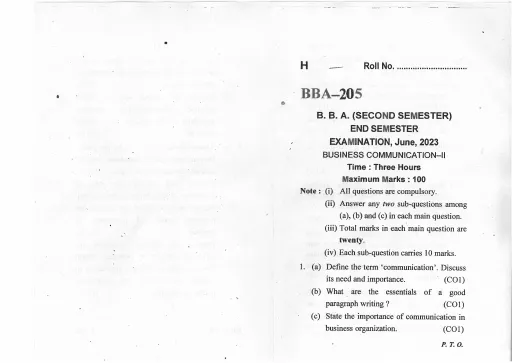 H — Roll No. ..............................
BBA–205
B. B. A. (SECOND SEMESTER)
END SEMESTER
EXAMINATION, June, 2023
BUSINESS COMMUNICATION–II
Time : Three Hours
Maximum Marks : 100
Note : (i) All questions are compulsory.
(ii) Answer any two sub-questions among
(a), (b) and (c) in each main question.
(iii) Total marks in each main question are
twenty.
(iv) Each sub-question carries 10 marks.
1. (a) Define the term ‘communication’. Discuss
its need and importance. (CO1)
(b) What are the essentials of a good
paragraph writing ? (CO1)
(c) State the importance of communication in
business organization. (CO1)
P. T. O.